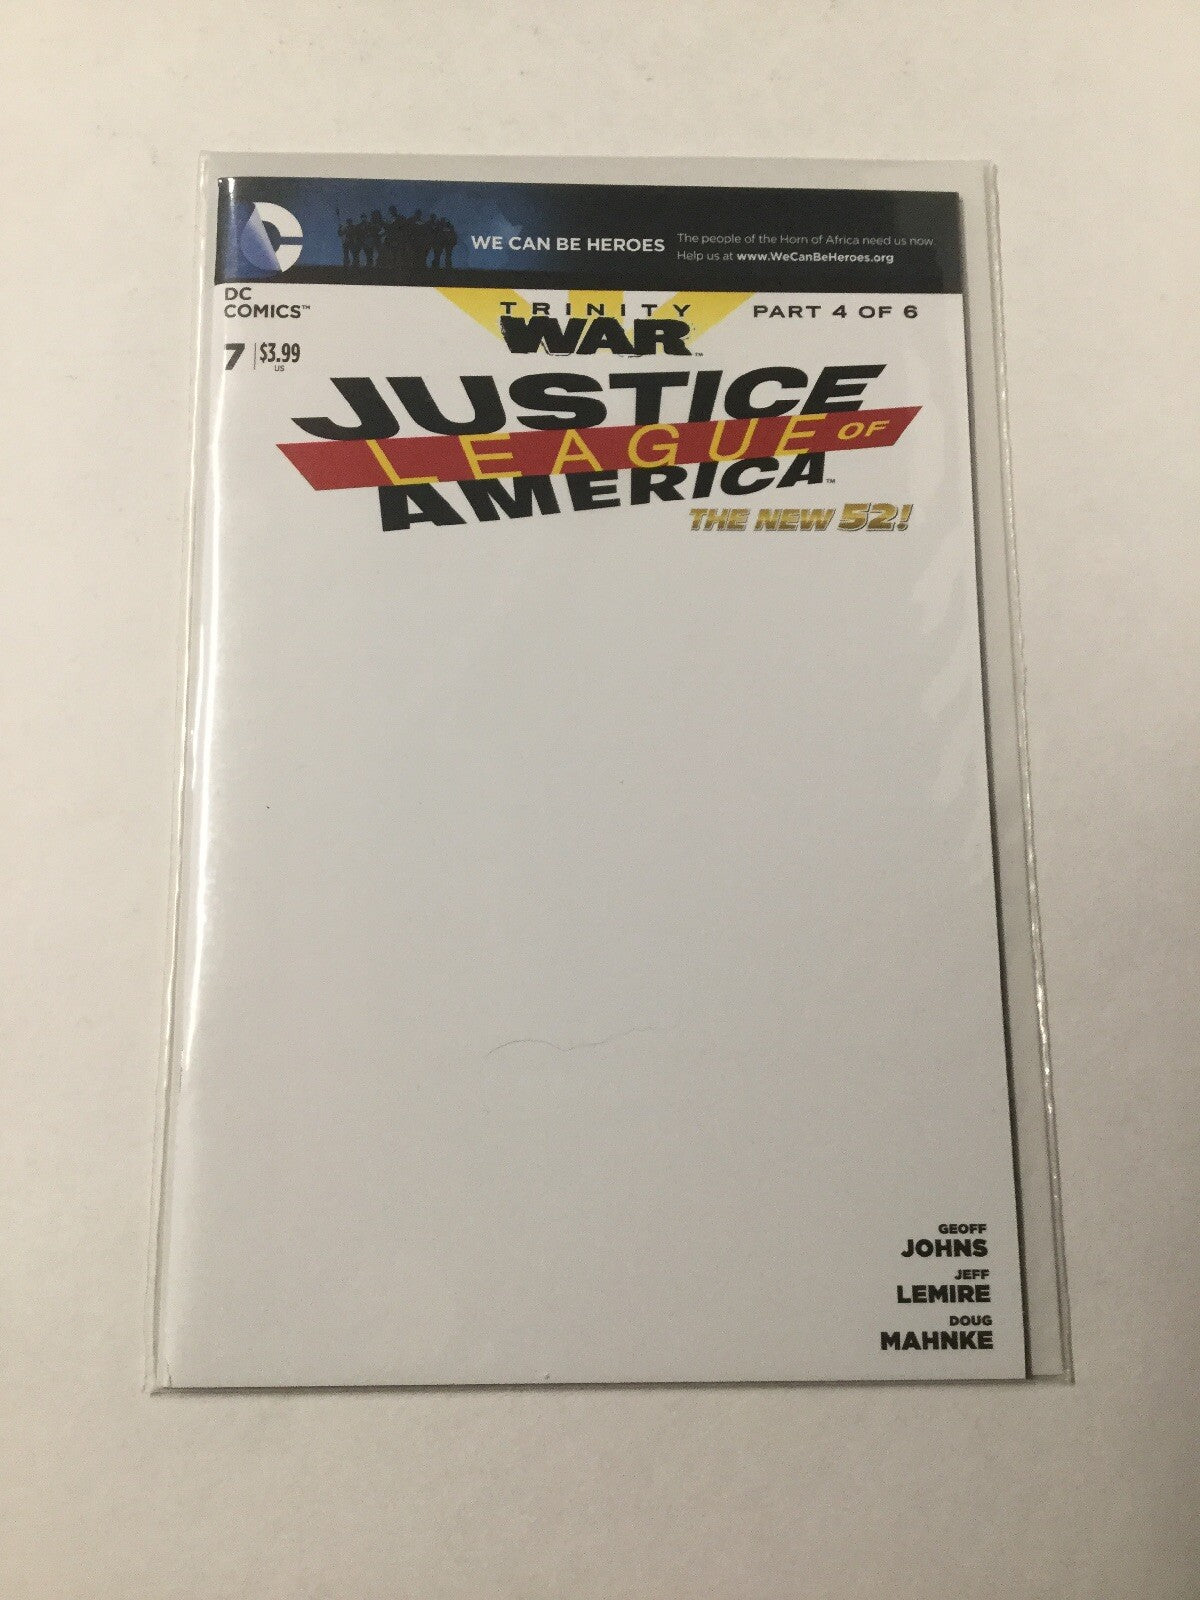 WE CAN BE HEROES
The people of the Horn of Africa need us now.
Help us at www.WeCanBeHeroes.org
DC
COMICS™
TRINITY
WAR™
PART 4 OF 6
7 $3.99
US
JUSTICE
LEAGUE OF
AMERICA™
THE NEW 52!
GEOFF
JOHNS
JEFF
LEMIRE
DOUG
MAHNKE